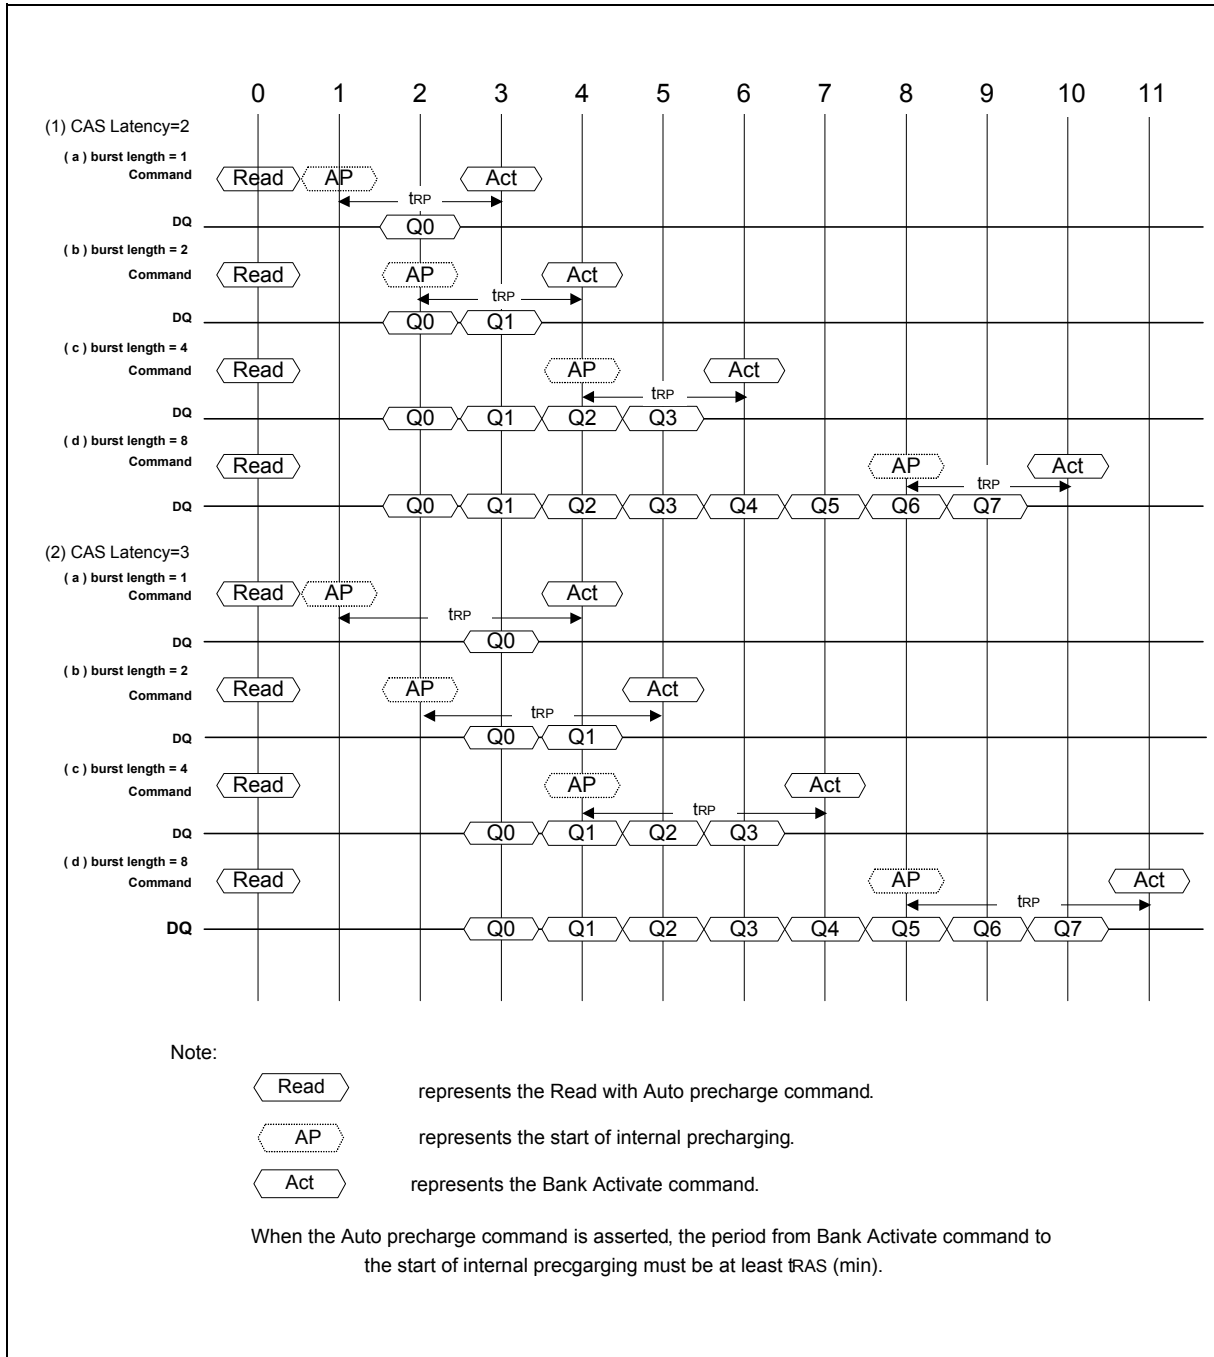 0 1 2 3 4 5 6 7 8 9 10 11
(1) CAS Latency=2
( a ) burst length = 1
Command Read AP Act
tRP
DQ Q0
( b ) burst length = 2
Command Read AP Act
tRP
DQ Q0 Q1
( c ) burst length = 4
Command Read AP Act
tRP
DQ Q0 Q1 Q2 Q3
( d ) burst length = 8
Command Read AP Act
tRP
DQ Q0 Q1 Q2 Q3 Q4 Q5 Q6 Q7
(2) CAS Latency=3
( a ) burst length = 1
Command Read AP Act
tRP
DQ Q0
( b ) burst length = 2
Command Read AP Act
tRP
DQ Q0 Q1
( c ) burst length = 4
Command Read AP Act
tRP
DQ Q0 Q1 Q2 Q3
( d ) burst length = 8
Command Read AP Act
tRP
DQ Q0 Q1 Q2 Q3 Q4 Q5 Q6 Q7
Note:
Read represents the Read with Auto precharge command.
AP represents the start of internal precharging.
Act represents the Bank Activate command.
When the Auto precharge command is asserted, the period from Bank Activate command to
the start of internal precgarging must be at least tRAS (min).